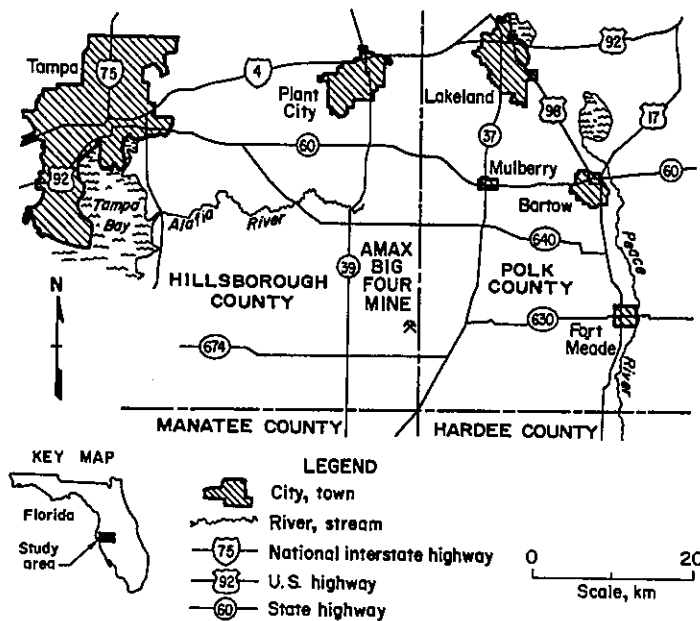 Tampa
75
4
Plant
City
Lakeland
92
92
98
17
37
60
60
Mulberry
Bartow
92
Tampa
Bay
Alafia
River
39
AMAX
BIG
FOUR
MINE
640
POLK
COUNTY
Peace
River
HILLSBOROUGH
COUNTY
N
674
630
Fort
Meade
MANATEE COUNTY
HARDEE COUNTY
KEY MAP
Florida
Study
area
LEGEND
City, town
River, stream
75 National interstate highway
92 U.S. highway
60 State highway
0 20
Scale, km